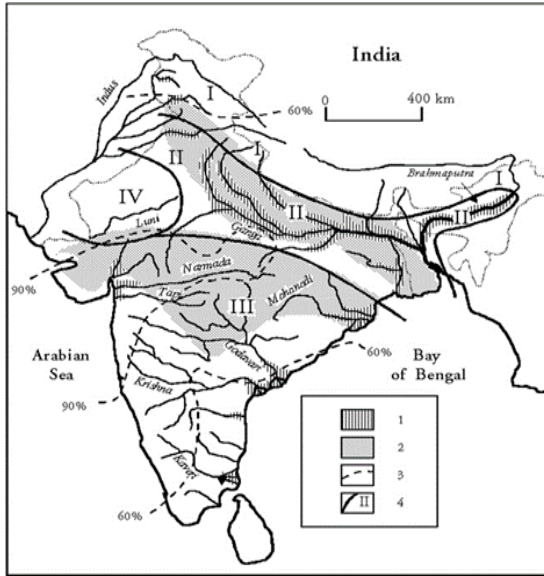 India
0 400 km
Indus
I
60%
I
Brahmaputra
I
II
II
II
IV
Luni
Ganga
90%
Narmada
Tapi
III
Mahanadi
Godavari
60%
Arabian
Sea
Bay
of Bengal
Krishna
90%
Kaveri
60%
1
2
3
II 4